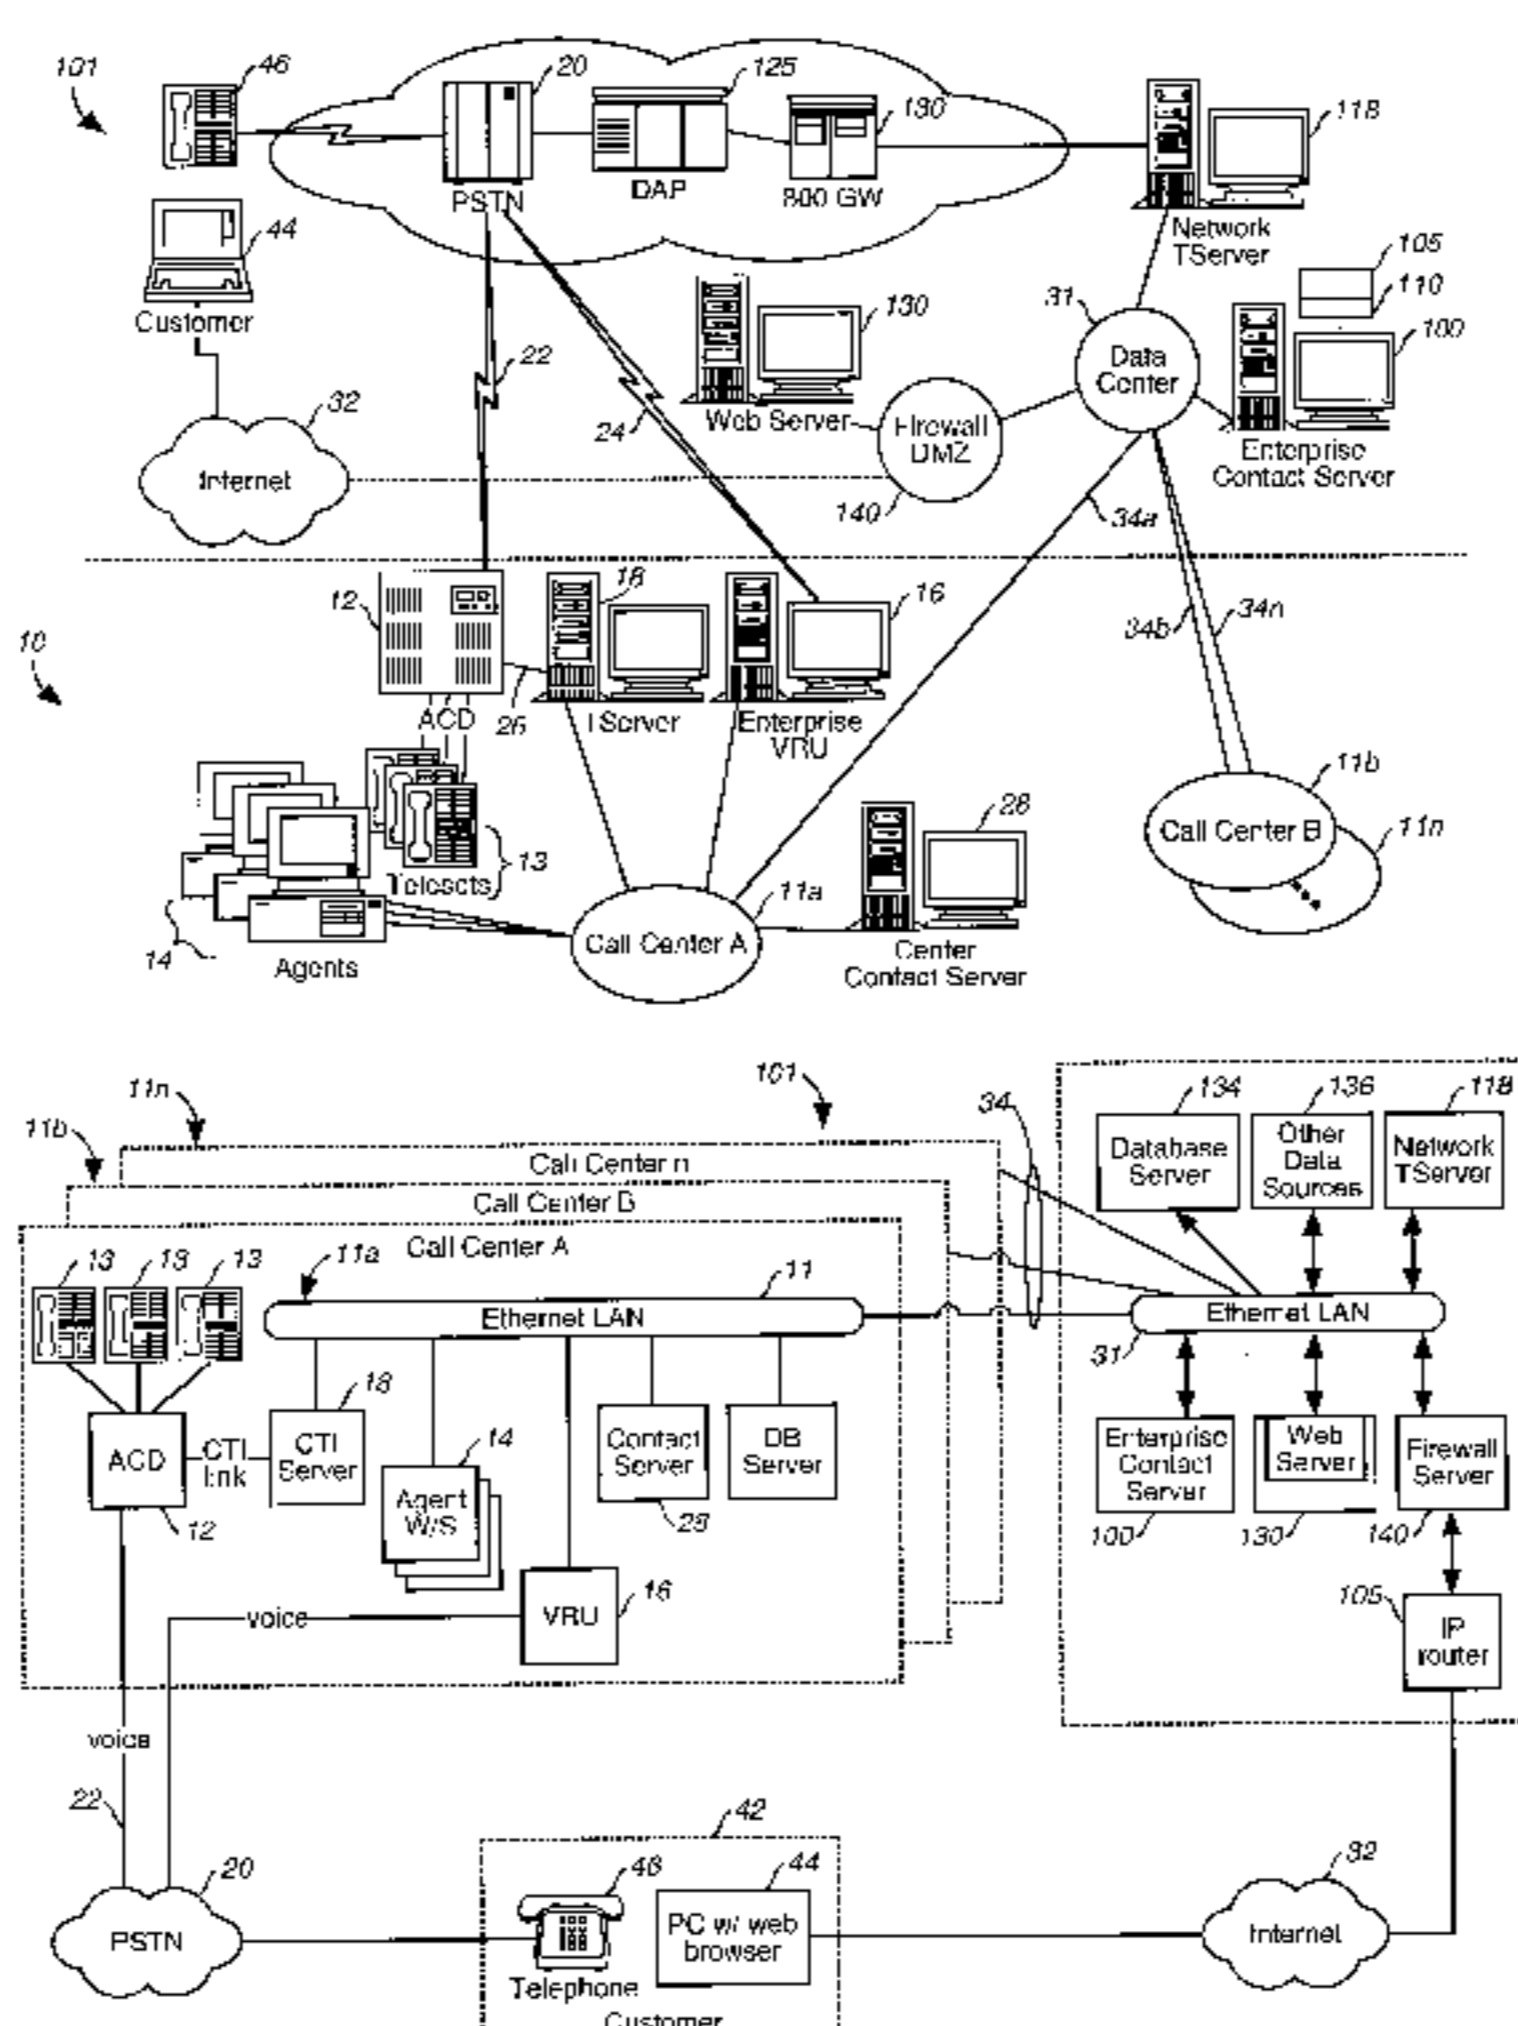 101
46
20
125
130
118
PSTN
DAP
800 GW
Network
TServer
44
Customer
105
110
100
31
130
Data
Center
22
32
24
Web Server
Firewall
DMZ
Enterprise
Contact Server
Internet
140
34a
12
18
16
34b
34n
10
ACD
26
Enterprise
VRU
11b
28
Call Center B
11n
Telesets
13
11a
14
Agents
Call Center A
Center
Contact Server
11n
101
11b
34
134
136
118
Call Center n
Database
Server
Other
Data
Sources
Network
TServer
Call Center B
Call Center A
13
13
13
11a
11
Ethernet LAN
Ethernet LAN
31
18
ACD
CTI
link
CTI
Server
14
Agent
W/S
Contact
Server
DB
Server
Enterprise
Contact
Server
Web
Server
Firewall
Server
12
28
100
130
140
16
VRU
voice
105
IP
router
voice
22
42
20
46
44
32
PSTN
PC w/ web
browser
Internet
Telephone
Customer